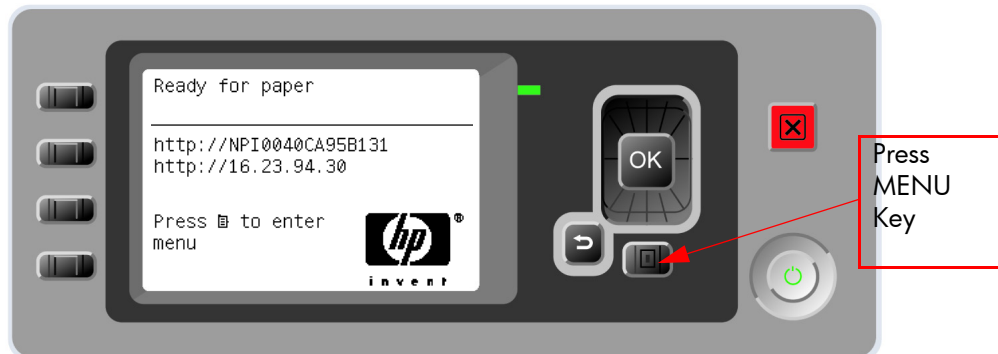 Ready for paper
http://NPI0040CA95B131
http://16.23.94.30
Press to enter
menu
hp
®
invent
OK
Press
MENU
Key